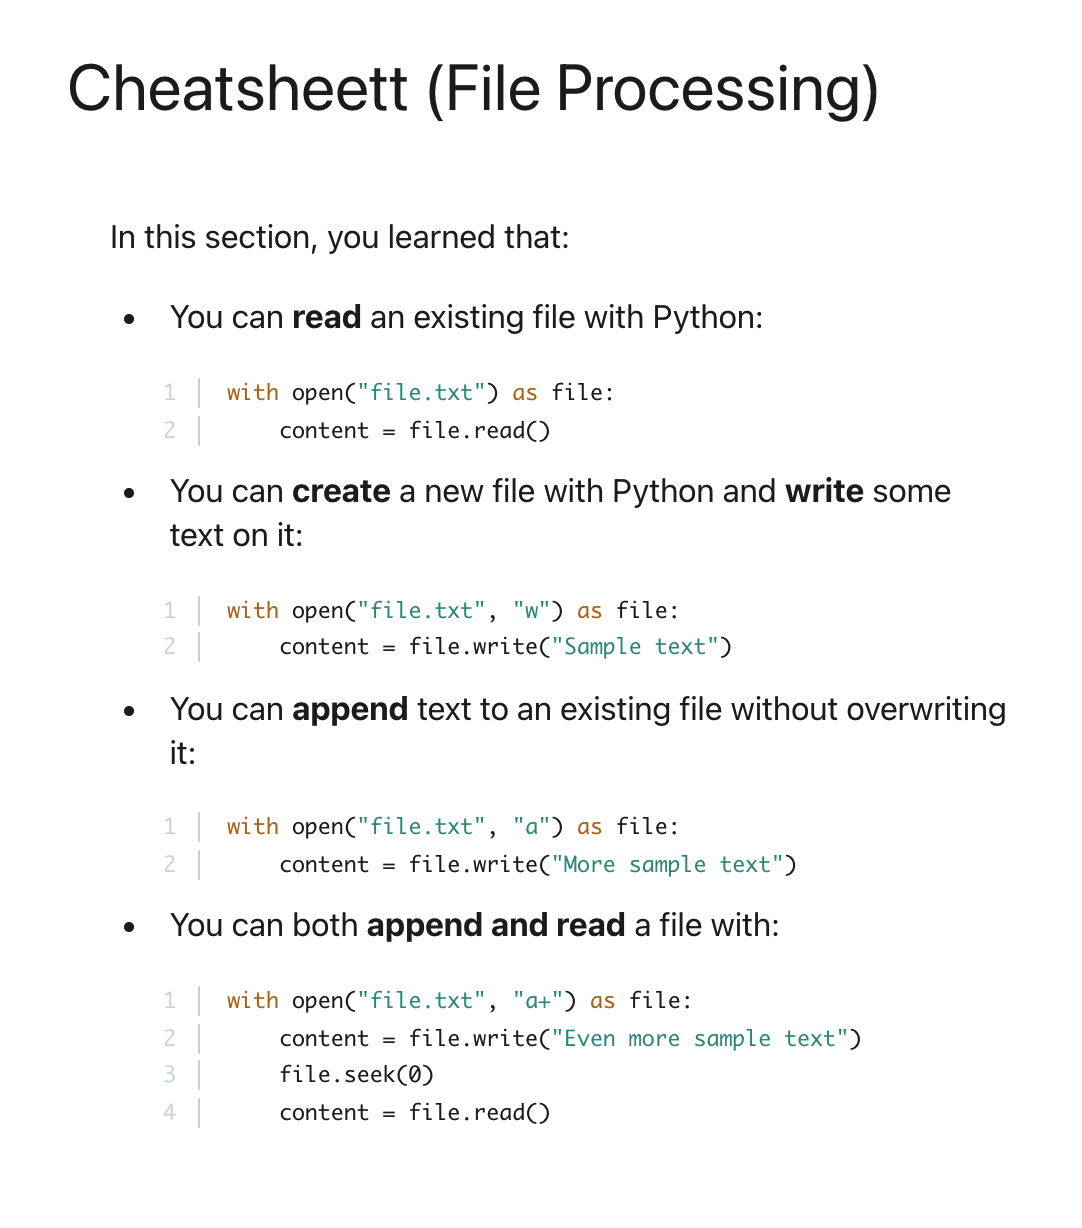 Cheatsheett (File Processing)
In this section, you learned that:
• You can read an existing file with Python:
1 with open("file.txt") as file:
2     content = file.read()
• You can create a new file with Python and write some
text on it:
1 with open("file.txt", "w") as file:
2     content = file.write("Sample text")
• You can append text to an existing file without overwriting
it:
1 with open("file.txt", "a") as file:
2     content = file.write("More sample text")
• You can both append and read a file with:
1 with open("file.txt", "a+") as file:
2     content = file.write("Even more sample text")
3     file.seek(0)
4     content = file.read()